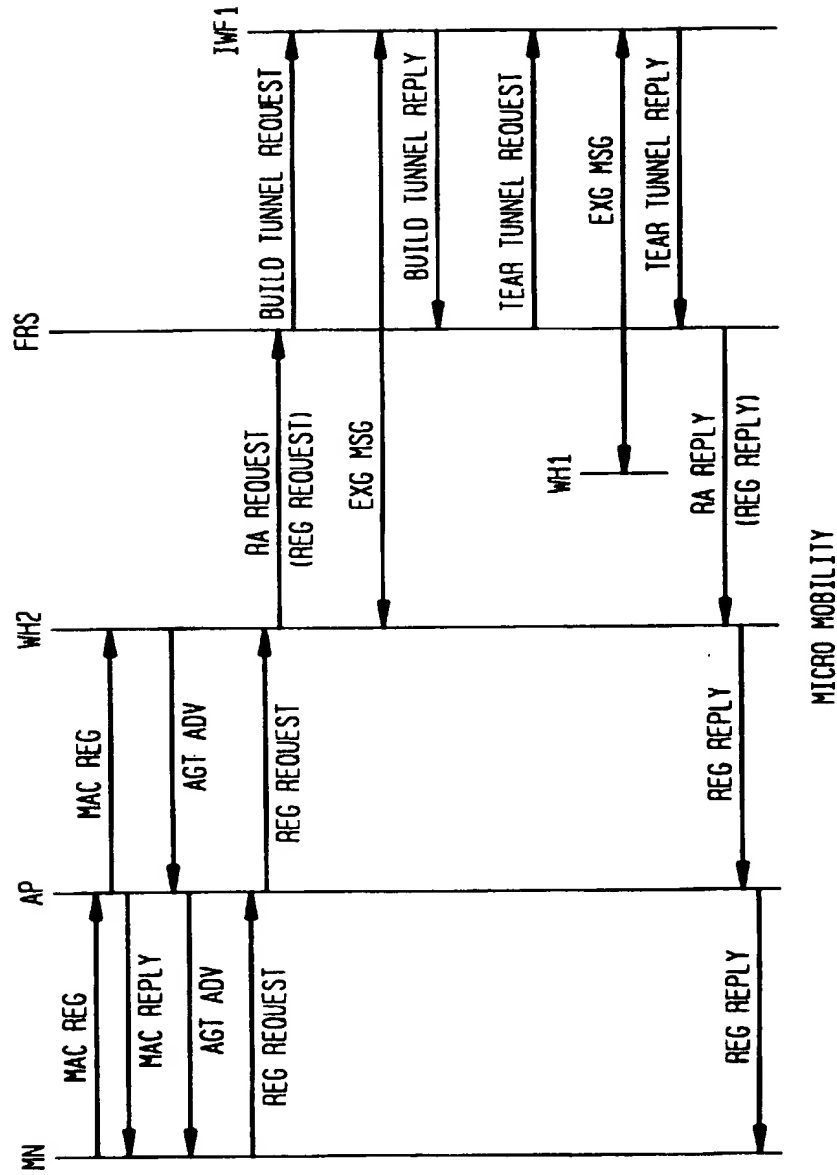 MN
AP
WH2
FRS
IWF1
MAC REG
MAC REG
MAC REPLY
AGT ADV
AGT ADV
REG REQUEST
REG REQUEST
RA REQUEST
(REG REQUEST)
BUILD TUNNEL REQUEST
EXG MSG
BUILD TUNNEL REPLY
TEAR TUNNEL REQUEST
WH1
EXG MSG
TEAR TUNNEL REPLY
RA REPLY
(REG REPLY)
REG REPLY
REG REPLY
MICRO MOBILITY